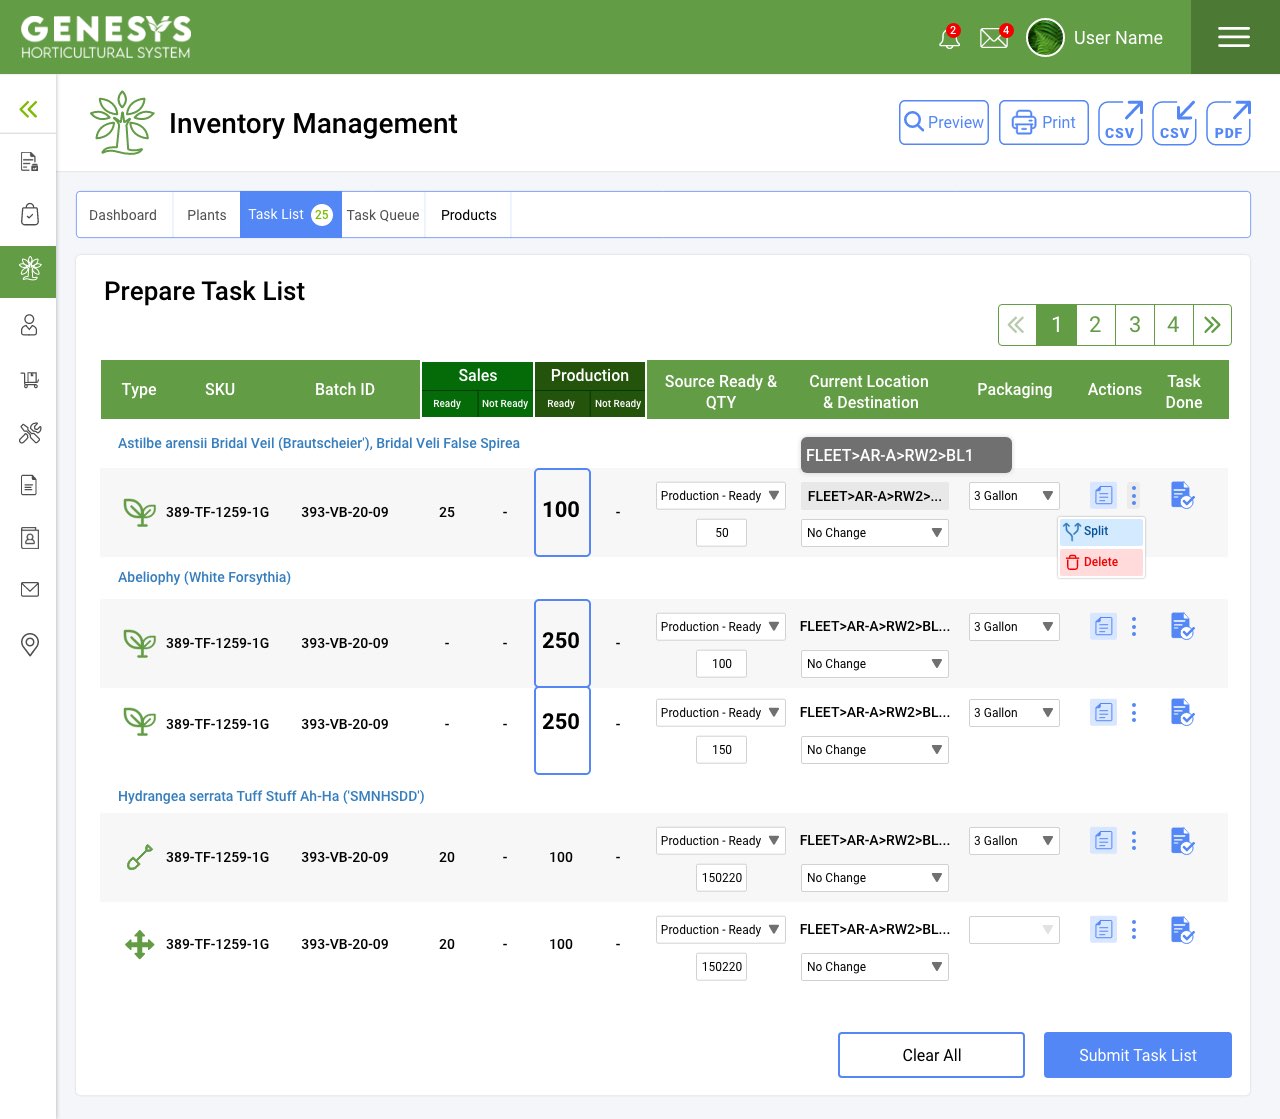 GENESYS
HORTICULTURAL SYSTEM
2
4
User Name
Inventory Management
Preview
Print
CSV
CSV
PDF
Dashboard
Plants
Task List 25
Task Queue
Products
Prepare Task List
1 2 3 4
Type SKU Batch ID Sales Production Source Ready & QTY Current Location & Destination Packaging Actions Task Done
Ready Not Ready Ready Not Ready
Astilbe arensii Bridal Veil (Brautscheier'), Bridal Veli False Spirea
FLEET>AR-A>RW2>BL1
389-TF-1259-1G 393-VB-20-09 25 - 100 - Production - Ready FLEET>AR-A>RW2>... 3 Gallon
50 No Change
Split
Delete
Abeliophy (White Forsythia)
389-TF-1259-1G 393-VB-20-09 - - 250 - Production - Ready FLEET>AR-A>RW2>BL... 3 Gallon
100 No Change
389-TF-1259-1G 393-VB-20-09 - - 250 - Production - Ready FLEET>AR-A>RW2>BL... 3 Gallon
150 No Change
Hydrangea serrata Tuff Stuff Ah-Ha ('SMNHSDD')
389-TF-1259-1G 393-VB-20-09 20 - 100 - Production - Ready FLEET>AR-A>RW2>BL... 3 Gallon
150220 No Change
389-TF-1259-1G 393-VB-20-09 20 - 100 - Production - Ready FLEET>AR-A>RW2>BL...
150220 No Change
Clear All
Submit Task List